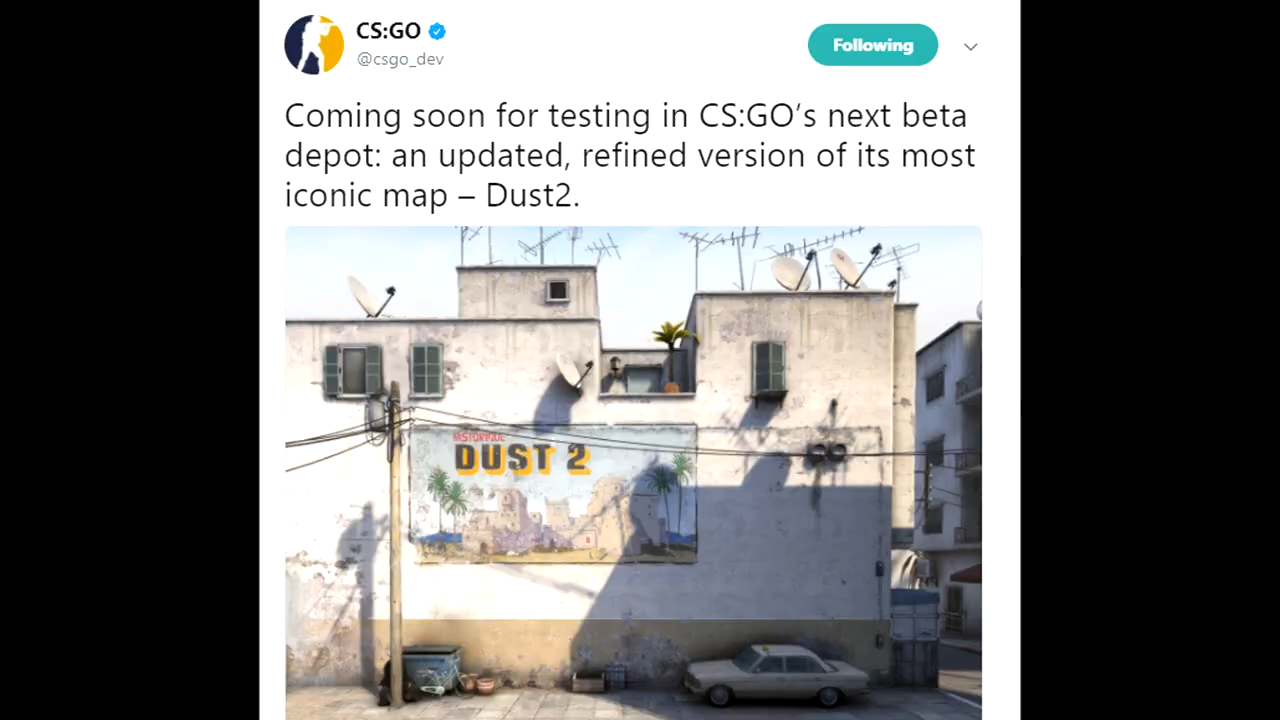 CS:GO
@csgo_dev
Following
Coming soon for testing in CS:GO’s next beta
depot: an updated, refined version of its most
iconic map – Dust2.
HISTORIQUE
DUST 2
B